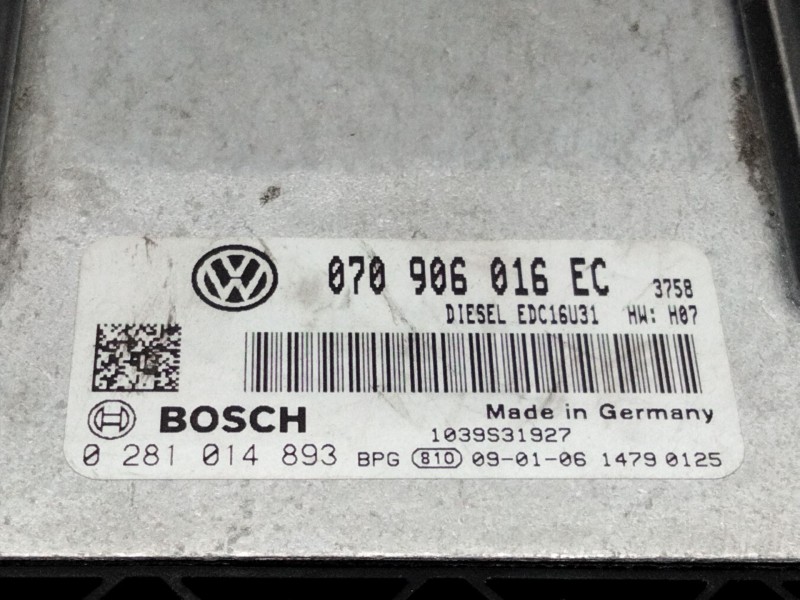 070 906 016 EC 3758
DIESEL EDC16U31 HW: H07
BOSCH Made in Germany
1039S31927
0 281 014 893 BPG 810 09-01-06 1479 0125